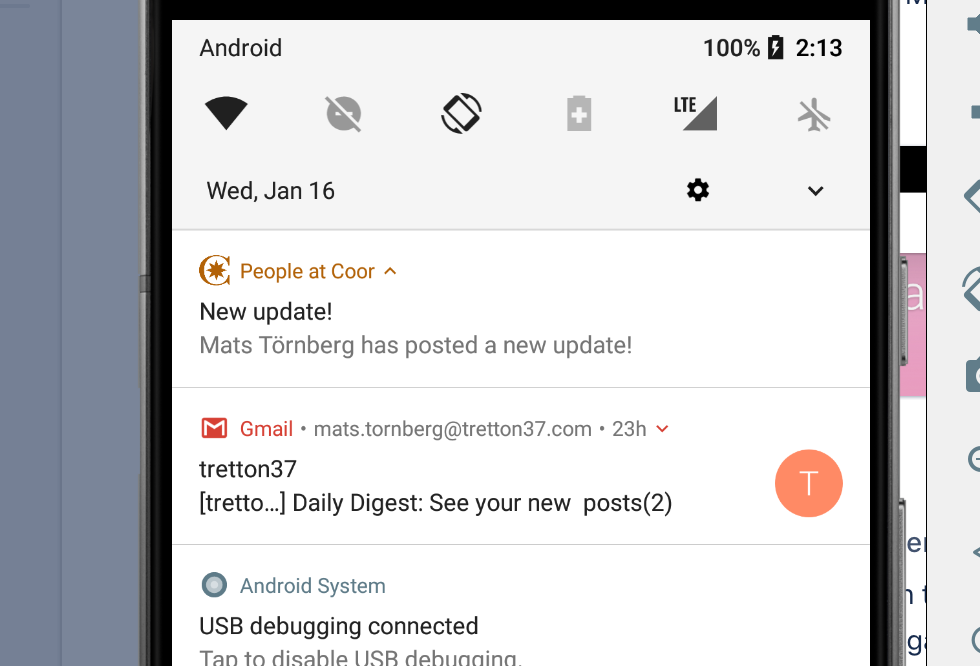 Android 100% 2:13
LTE
Wed, Jan 16
People at Coor
New update!
Mats Törnberg has posted a new update!
Gmail • mats.tornberg@tretton37.com • 23h
tretton37
T
[tretto...] Daily Digest: See your new posts(2)
Android System
USB debugging connected
Tap to disable USB debugging.